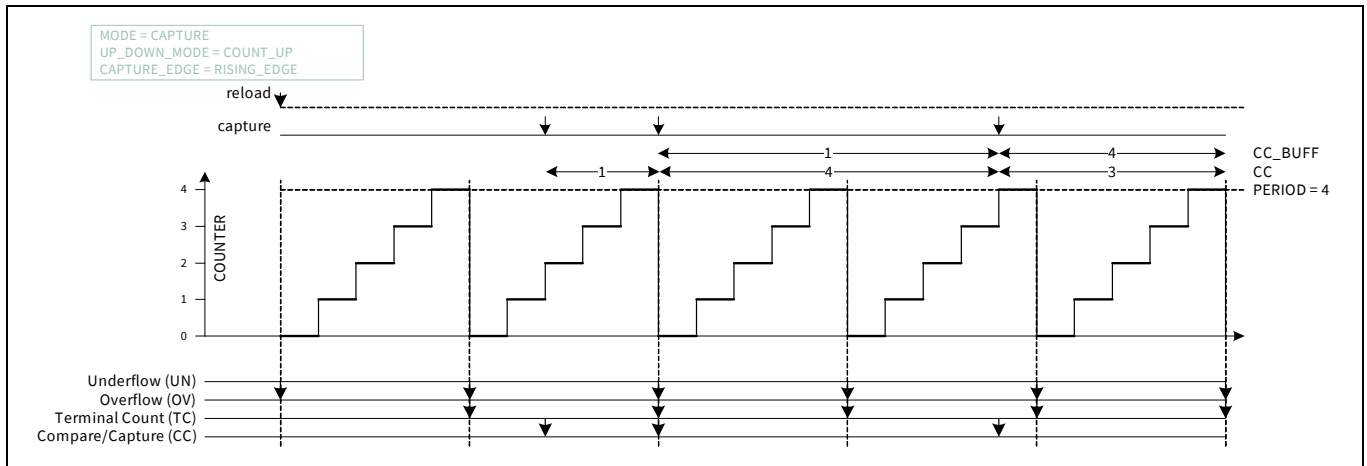 MODE = CAPTURE
UP_DOWN_MODE = COUNT_UP
CAPTURE_EDGE = RISING_EDGE
reload
capture
1 4 CC_BUFF
1 4 3 CC
4 PERIOD = 4
3
COUNTER
2
1
0
Underflow (UN)
Overflow (OV)
Terminal Count (TC)
Compare/Capture (CC)